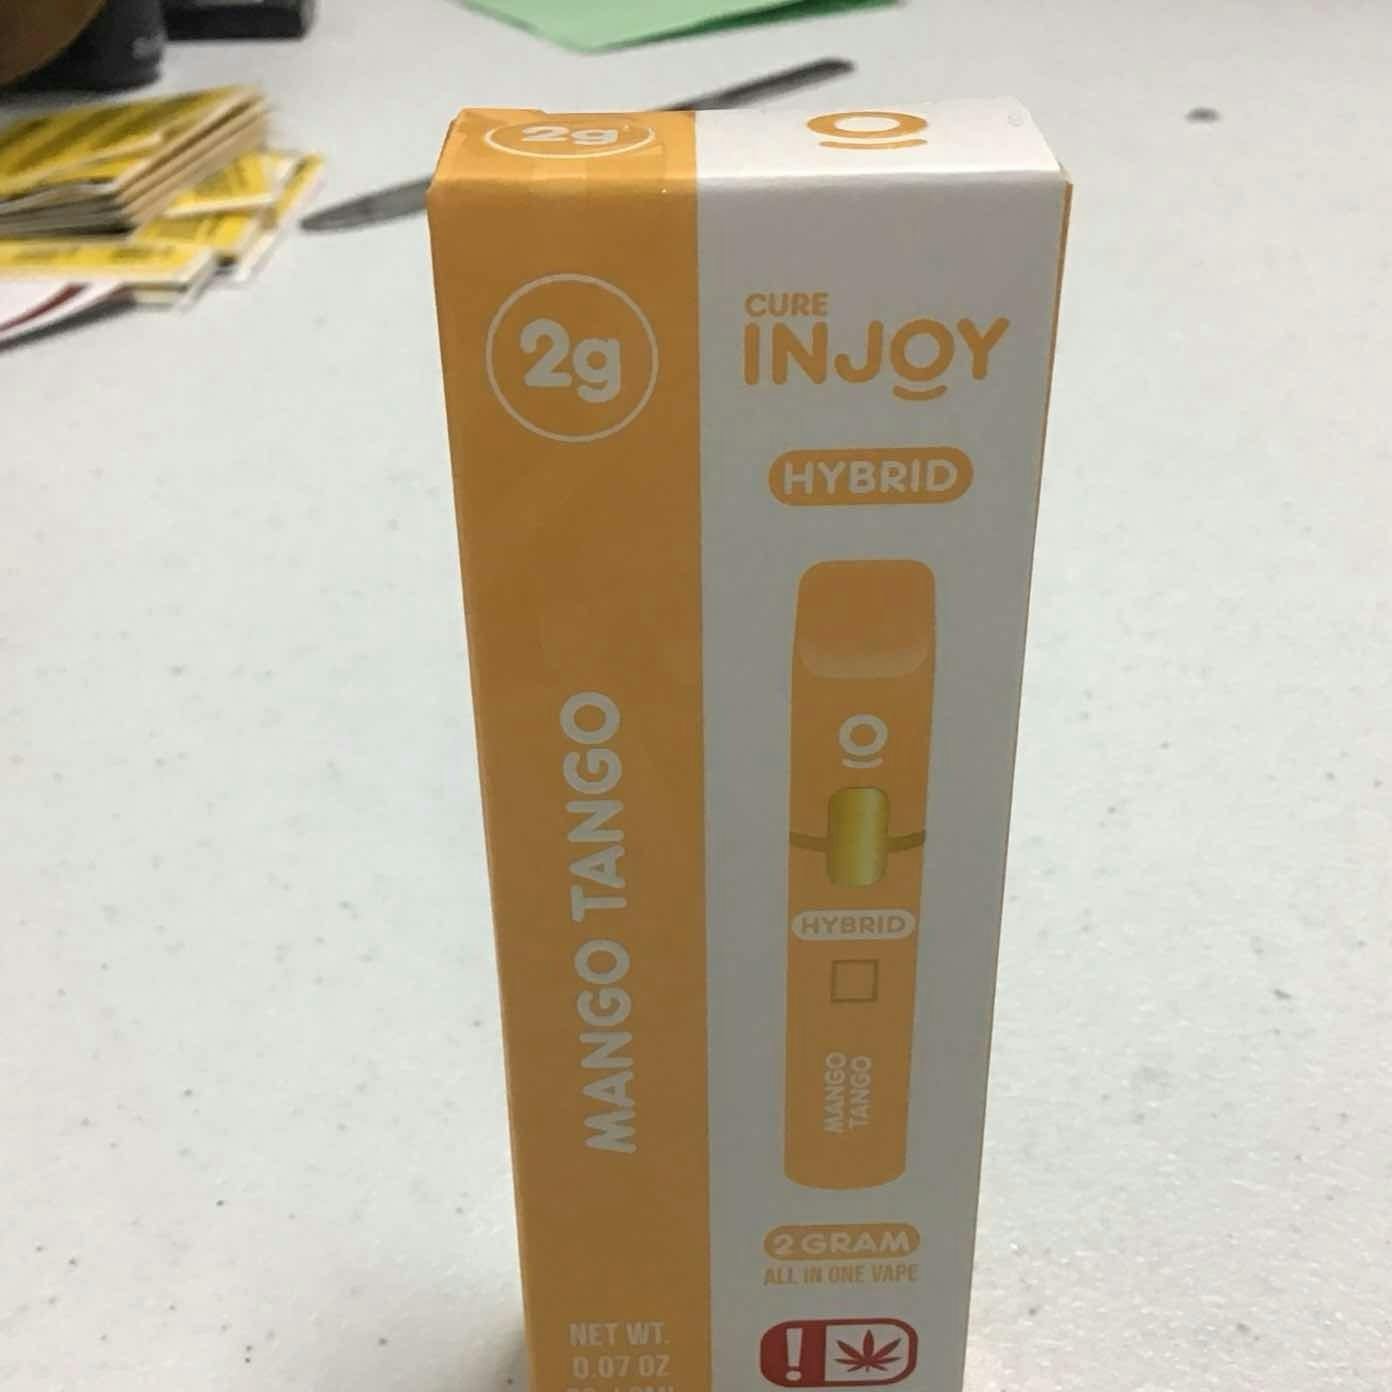 2g
2g
MANGO TANGO
NET WT.
0.07 OZ
CURE
INJOY
HYBRID
HYBRID
MANGO
TANGO
2 GRAM
ALL IN ONE VAPE
!